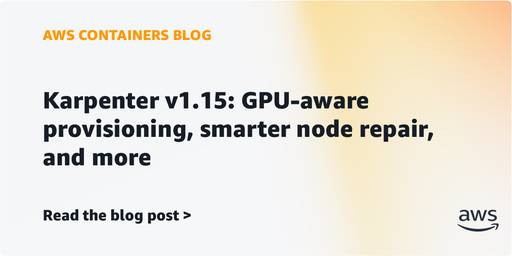 AWS CONTAINERS BLOG
Karpenter v1.15: GPU-aware
provisioning, smarter node repair,
and more
Read the blog post >
aws